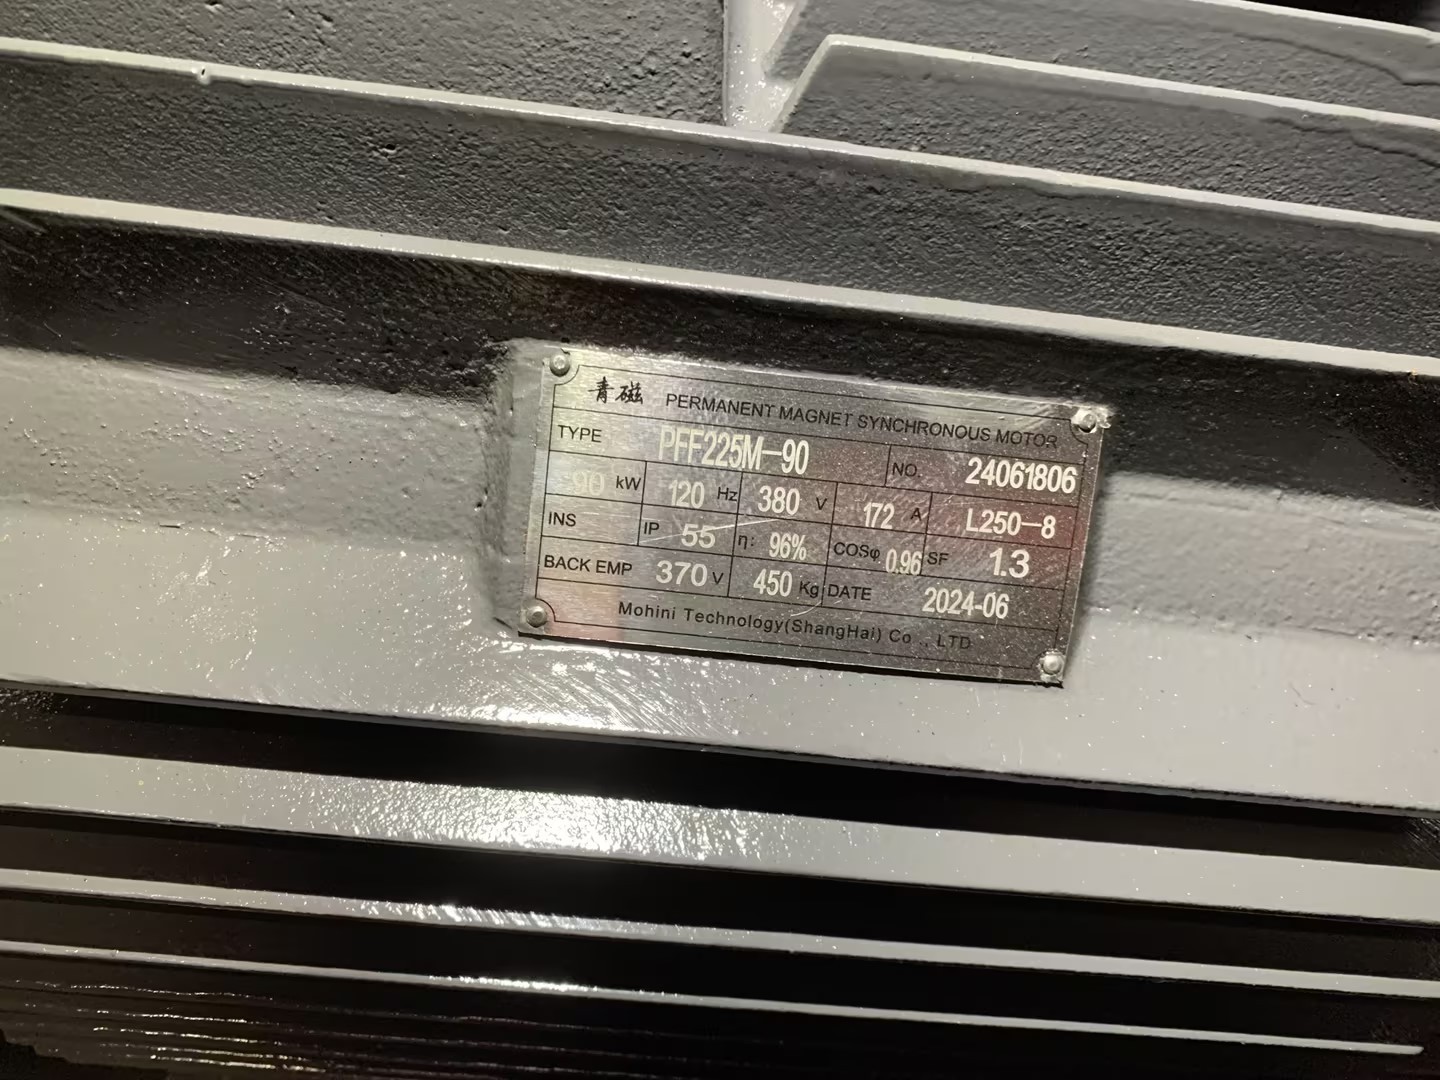 青磁 PERMANENT MAGNET SYNCHRONOUS MOTOR
TYPE PFF225M-90 NO. 24061806
90 kW 120 Hz 380 V 172 A L250-8
INS IP 55 η: 96% COSφ 0.96 SF 1.3
BACK EMP 370 V 450 Kg DATE 2024-06
Mohini Technology(ShangHai) Co., LTD